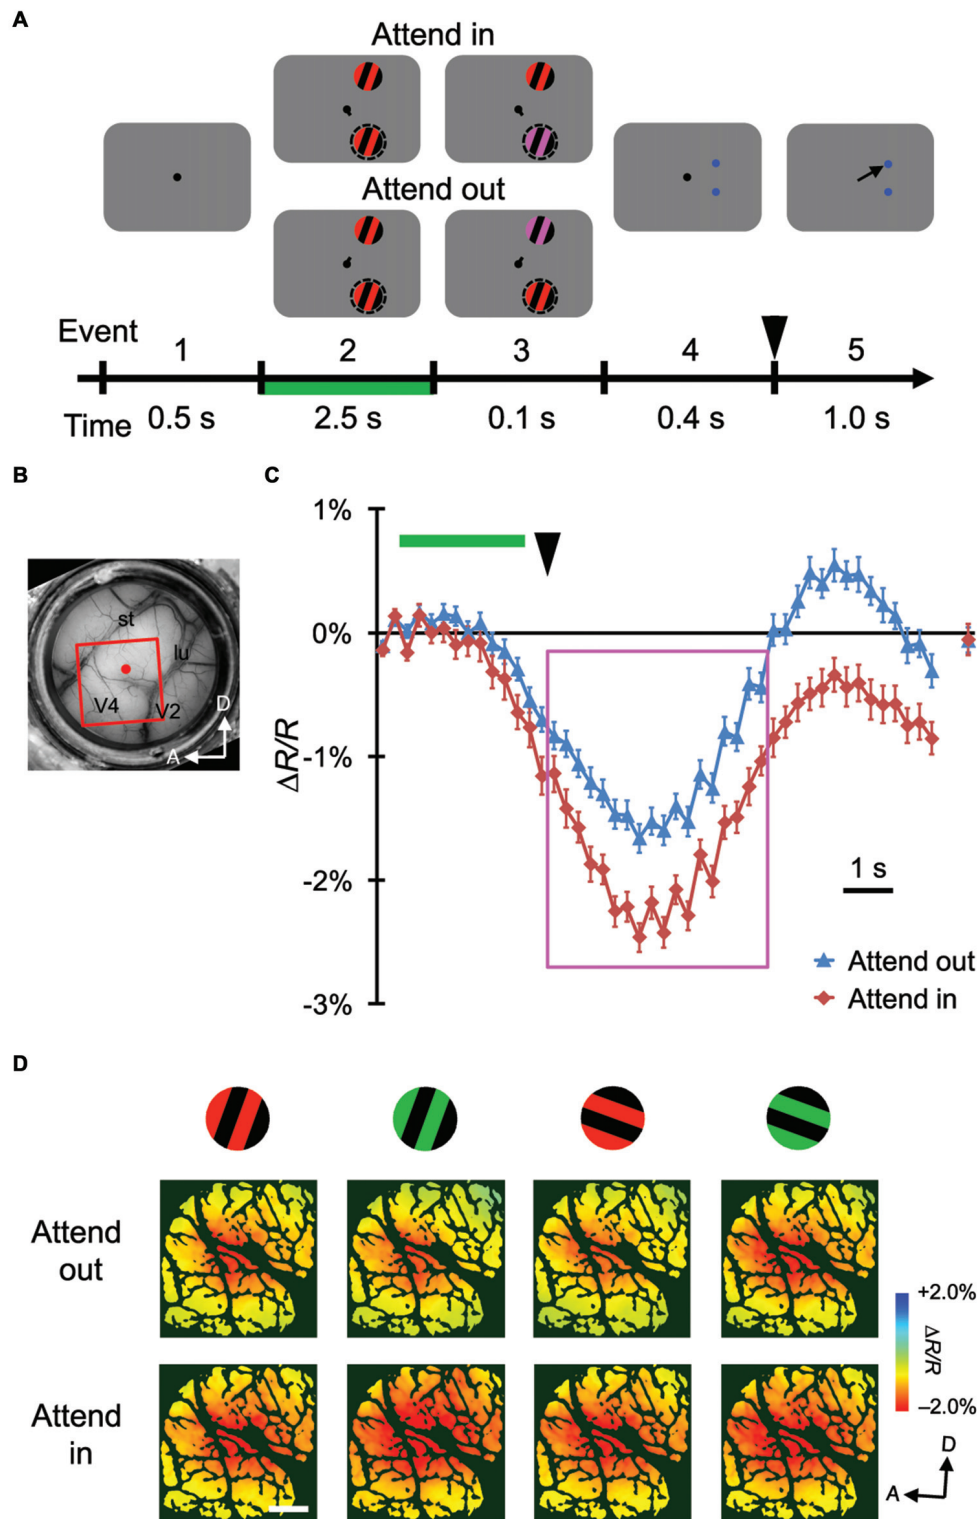 A
Attend in
Attend out
Event
1 2 3 4 5
Time
0.5 s 2.5 s 0.1 s 0.4 s 1.0 s
B
st
lu
V4
V2
D
A
C
1%
0%
-1%
-2%
-3%
ΔR/R
1 s
Attend out
Attend in
D
Attend
out
Attend
in
+2.0%
ΔR/R
–2.0%
D
A